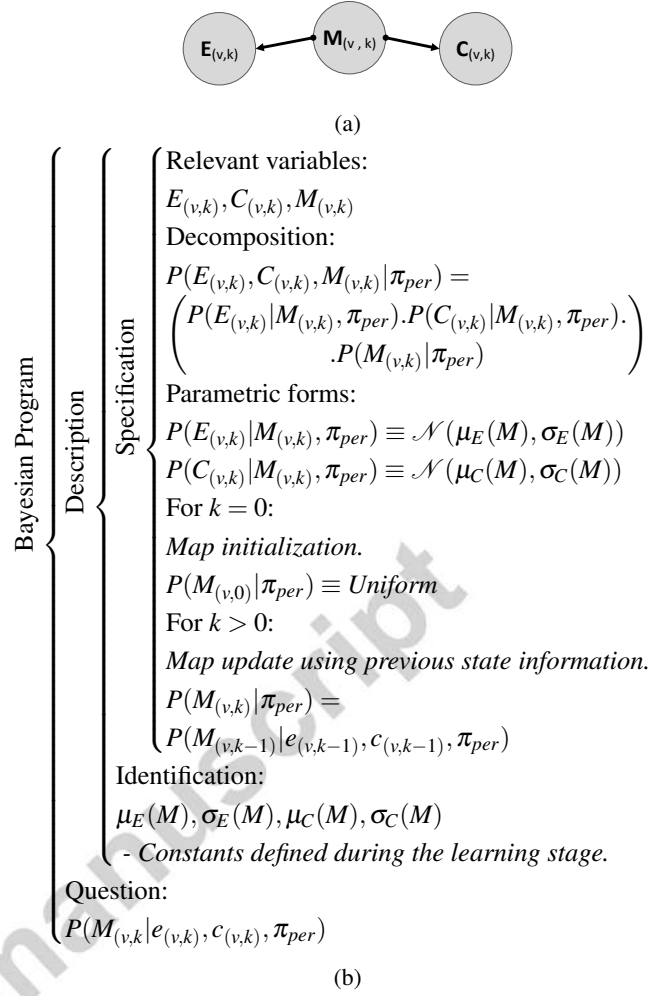 E(v,k) M(v , k) C(v,k)
(a)
Relevant variables:
E(v,k), C(v,k), M(v,k)
Decomposition:
P(E(v,k), C(v,k), M(v,k)|πper) =
(P(E(v,k)|M(v,k), πper).P(C(v,k)|M(v,k), πper).
.P(M(v,k)|πper))
Parametric forms:
P(E(v,k)|M(v,k), πper) ≡ 𝒩(μE(M), σE(M))
P(C(v,k)|M(v,k), πper) ≡ 𝒩(μC(M), σC(M))
For k = 0:
Map initialization.
P(M(v,0)|πper) ≡ Uniform
For k > 0:
Map update using previous state information.
P(M(v,k)|πper) =
P(M(v,k−1)|e(v,k−1), c(v,k−1), πper)
Specification
Identification:
μE(M), σE(M), μC(M), σC(M)
- Constants defined during the learning stage.
Description
Question:
P(M(v,k|e(v,k), c(v,k), πper)
Bayesian Program
(b)
manuscript